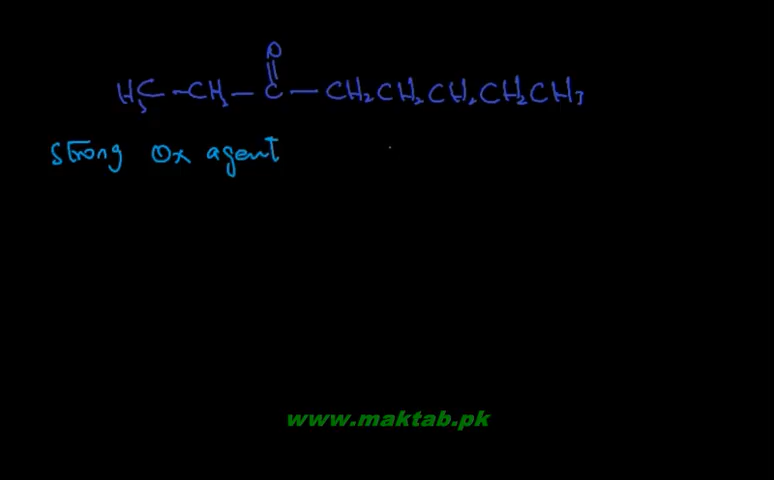 O
H3C - CH2 - C - CH2CH2CH2CH2CH3
strong Ox agent
www.maktab.pk